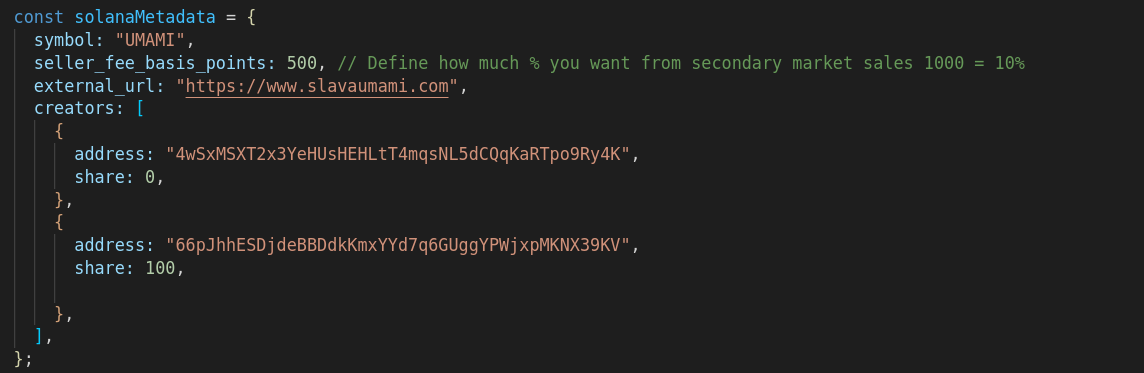 const solanaMetadata = {
  symbol: "UMAMI",
  seller_fee_basis_points: 500, // Define how much % you want from secondary market sales 1000 = 10%
  external_url: "https://www.slavaumami.com",
  creators: [
    {
      address: "4wSxMSXT2x3YeHUsHEHLtT4mqsNL5dCQqKaRTpo9Ry4K",
      share: 0,
    },
    {
      address: "66pJhhESDjdeBBDdkKmxYYd7q6GUggYPWjxpMKNX39KV",
      share: 100,
    },
  ],
};